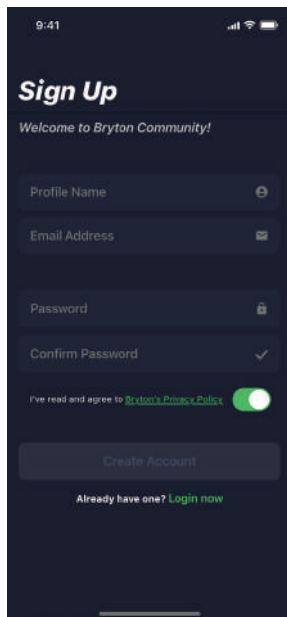 9:41
Sign Up
Welcome to Bryton Community!
Profile Name
Email Address
Password
Confirm Password
I've read and agree to Bryton's Privacy Policy
Create Account
Already have one? Login now